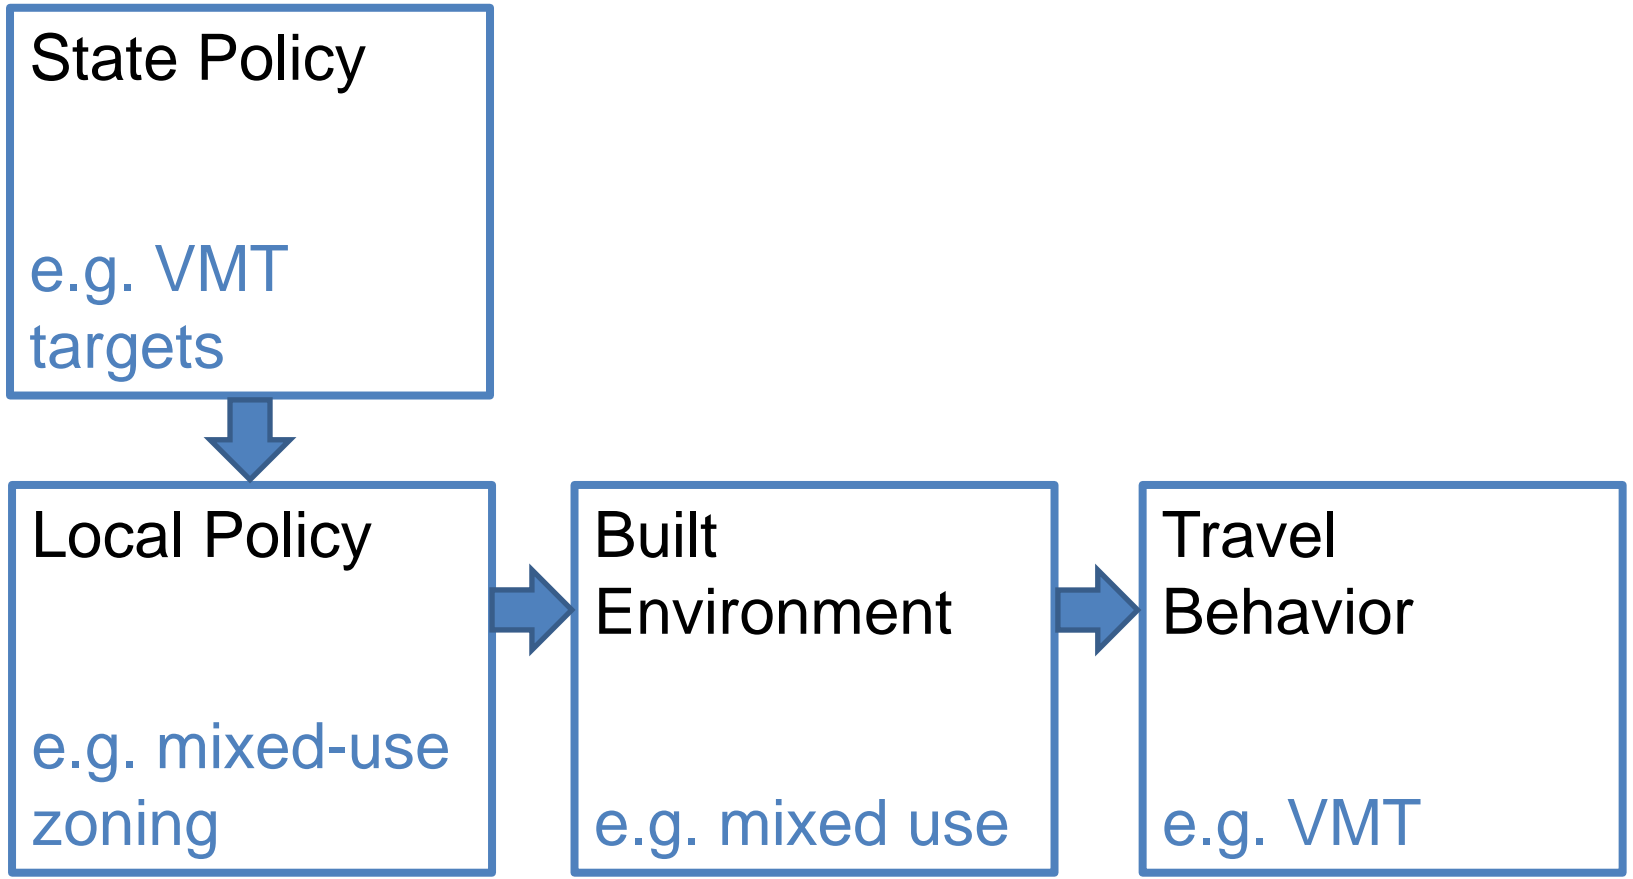 State Policy
e.g. VMT
targets
Local Policy
e.g. mixed-use
zoning
Built
Environment
e.g. mixed use
Travel
Behavior
e.g. VMT